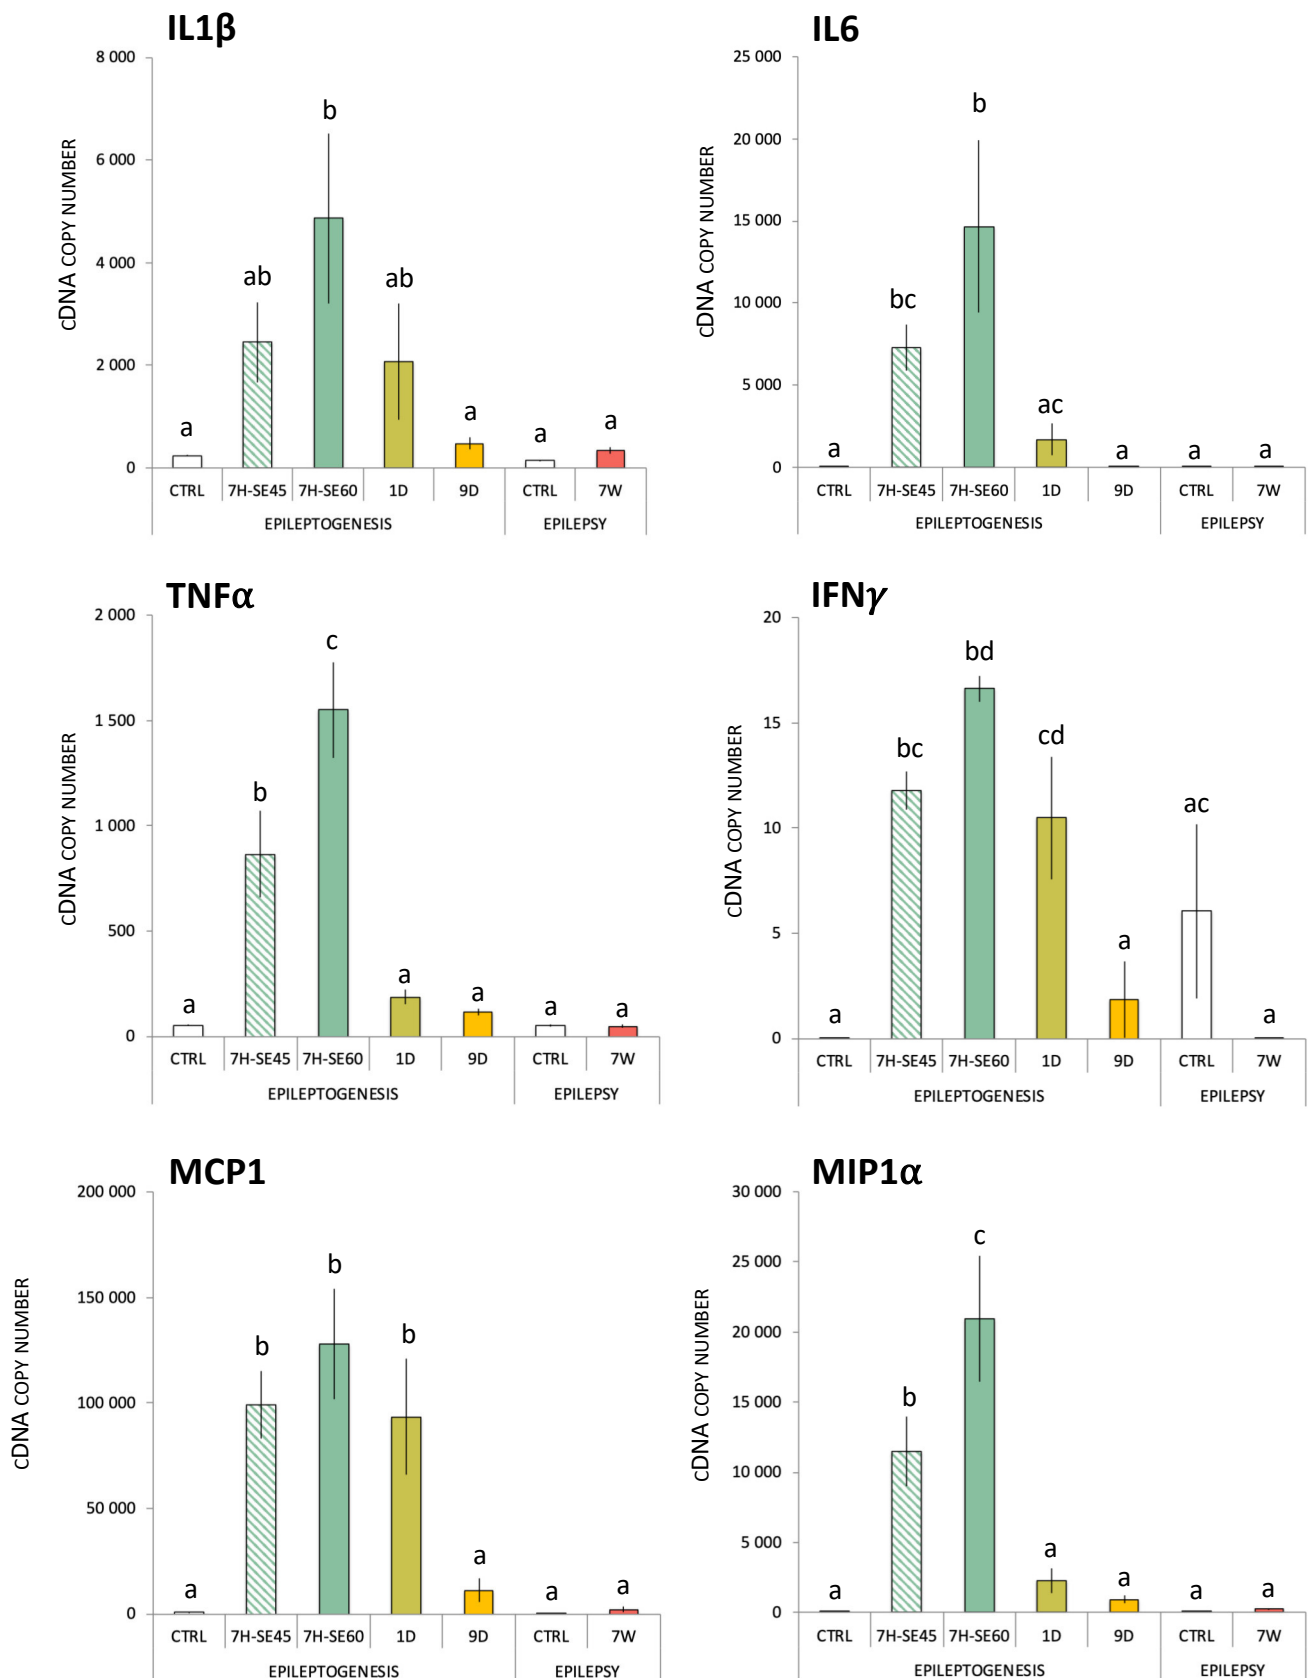 IL1β
8 000
6 000
4 000
2 000
0
cDNA COPY NUMBER
a
ab
b
ab
a
a
a
CTRL 7H-SE45 7H-SE60 1D 9D CTRL 7W
EPILEPTOGENESIS EPILEPSY
IL6
25 000
20 000
15 000
10 000
5 000
0
cDNA COPY NUMBER
a
bc
b
ac
a
a
a
CTRL 7H-SE45 7H-SE60 1D 9D CTRL 7W
EPILEPTOGENESIS EPILEPSY
TNFα
2 000
1 500
1 000
500
0
cDNA COPY NUMBER
a
b
c
a
a
a
a
CTRL 7H-SE45 7H-SE60 1D 9D CTRL 7W
EPILEPTOGENESIS EPILEPSY
IFNγ
20
15
10
5
0
cDNA COPY NUMBER
a
bc
bd
cd
a
ac
a
CTRL 7H-SE45 7H-SE60 1D 9D CTRL 7W
EPILEPTOGENESIS EPILEPSY
MCP1
200 000
150 000
100 000
50 000
0
cDNA COPY NUMBER
a
b
b
b
a
a
a
CTRL 7H-SE45 7H-SE60 1D 9D CTRL 7W
EPILEPTOGENESIS EPILEPSY
MIP1α
30 000
25 000
20 000
15 000
10 000
5 000
0
cDNA COPY NUMBER
a
b
c
a
a
a
a
CTRL 7H-SE45 7H-SE60 1D 9D CTRL 7W
EPILEPTOGENESIS EPILEPSY